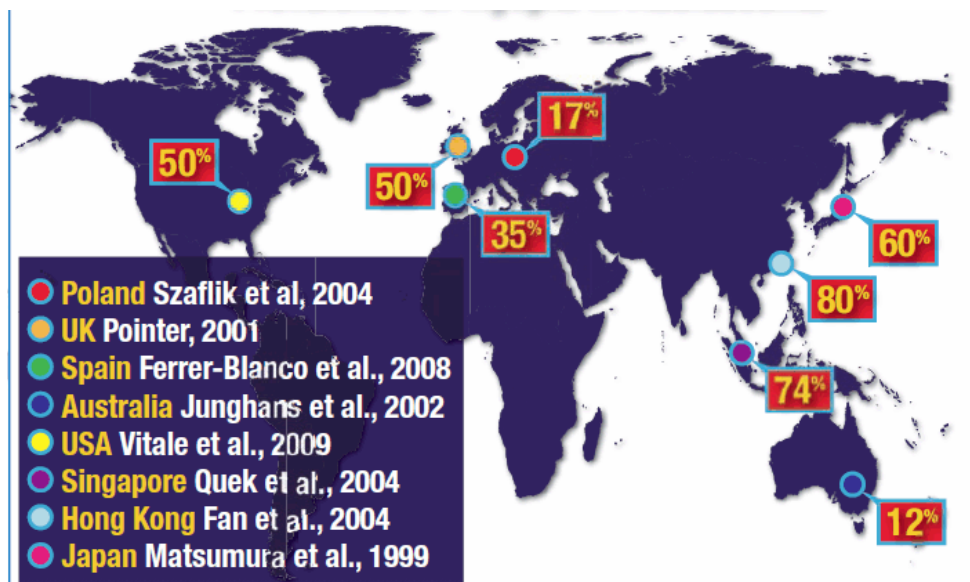 17%
50%
50%
35%
60%
80%
74%
12%
Poland Szaflik et al, 2004
UK Pointer, 2001
Spain Ferrer-Blanco et al., 2008
Australia Junghans et al., 2002
USA Vitale et al., 2009
Singapore Quek et al., 2004
Hong Kong Fan et al., 2004
Japan Matsumura et al., 1999